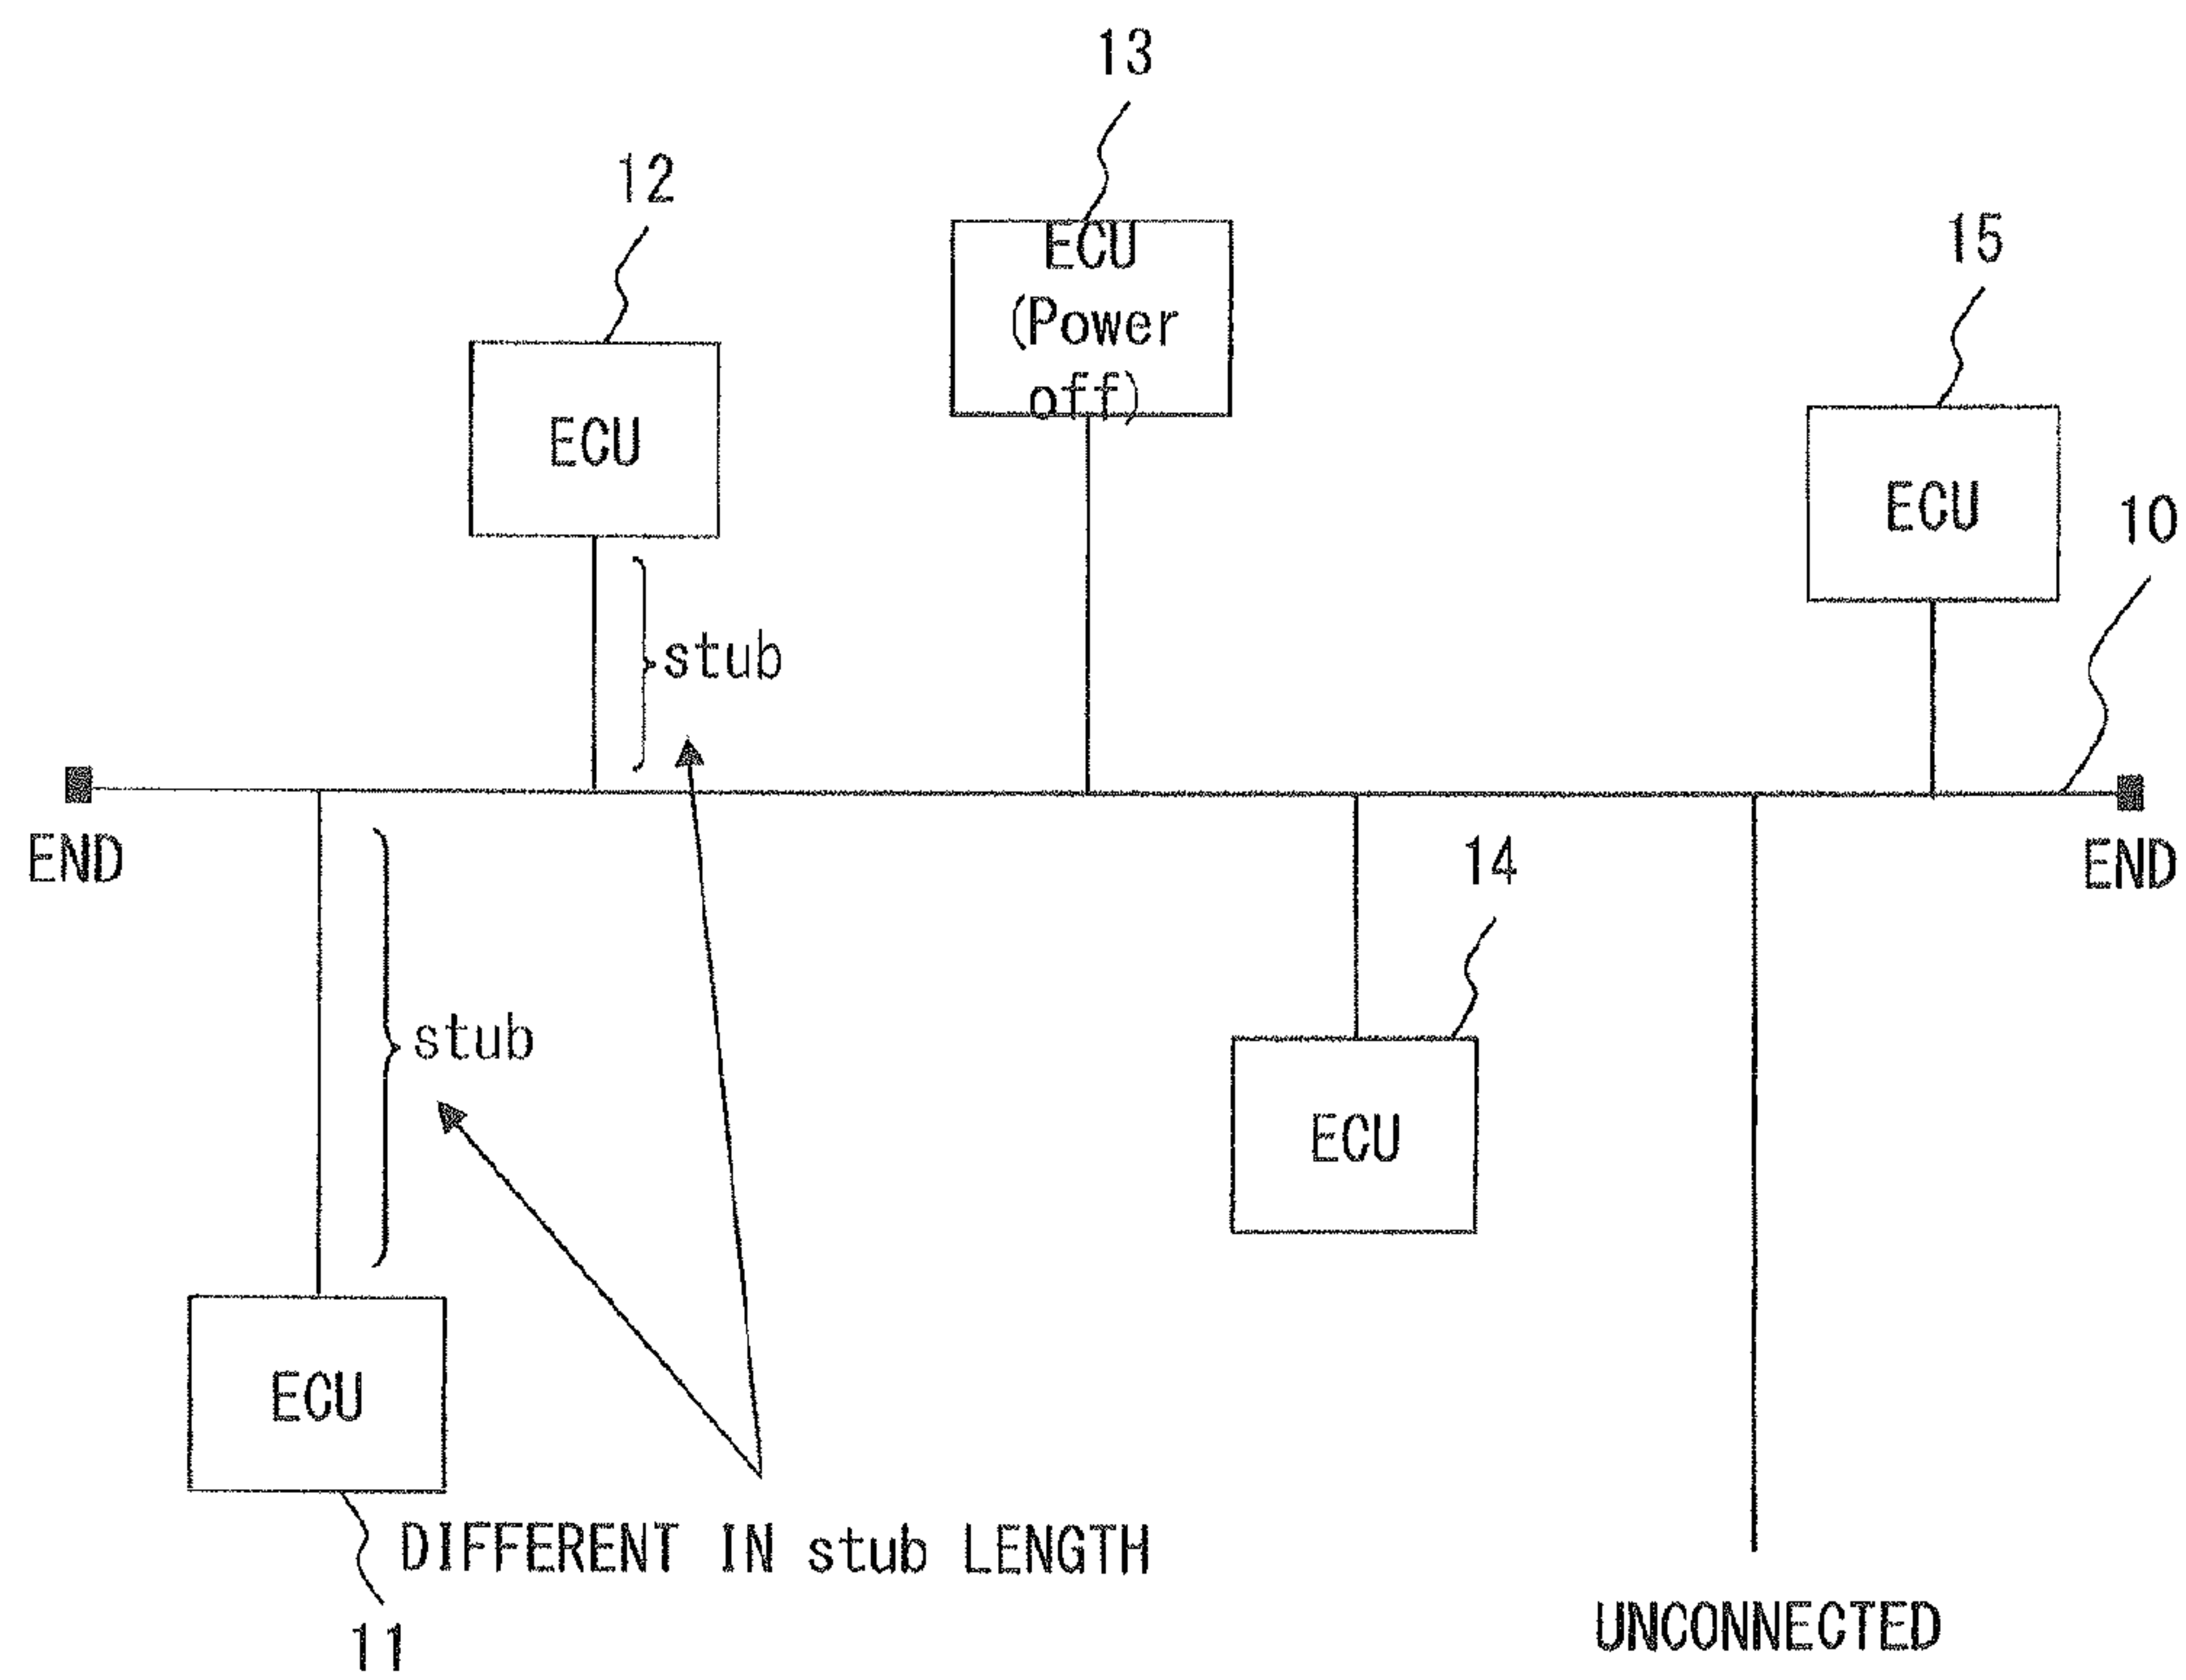 13
12
ECU
(Power
off)
15
ECU
ECU
10
stub
END
END
14
stub
ECU
ECU
DIFFERENT IN stub LENGTH
UNCONNECTED
11